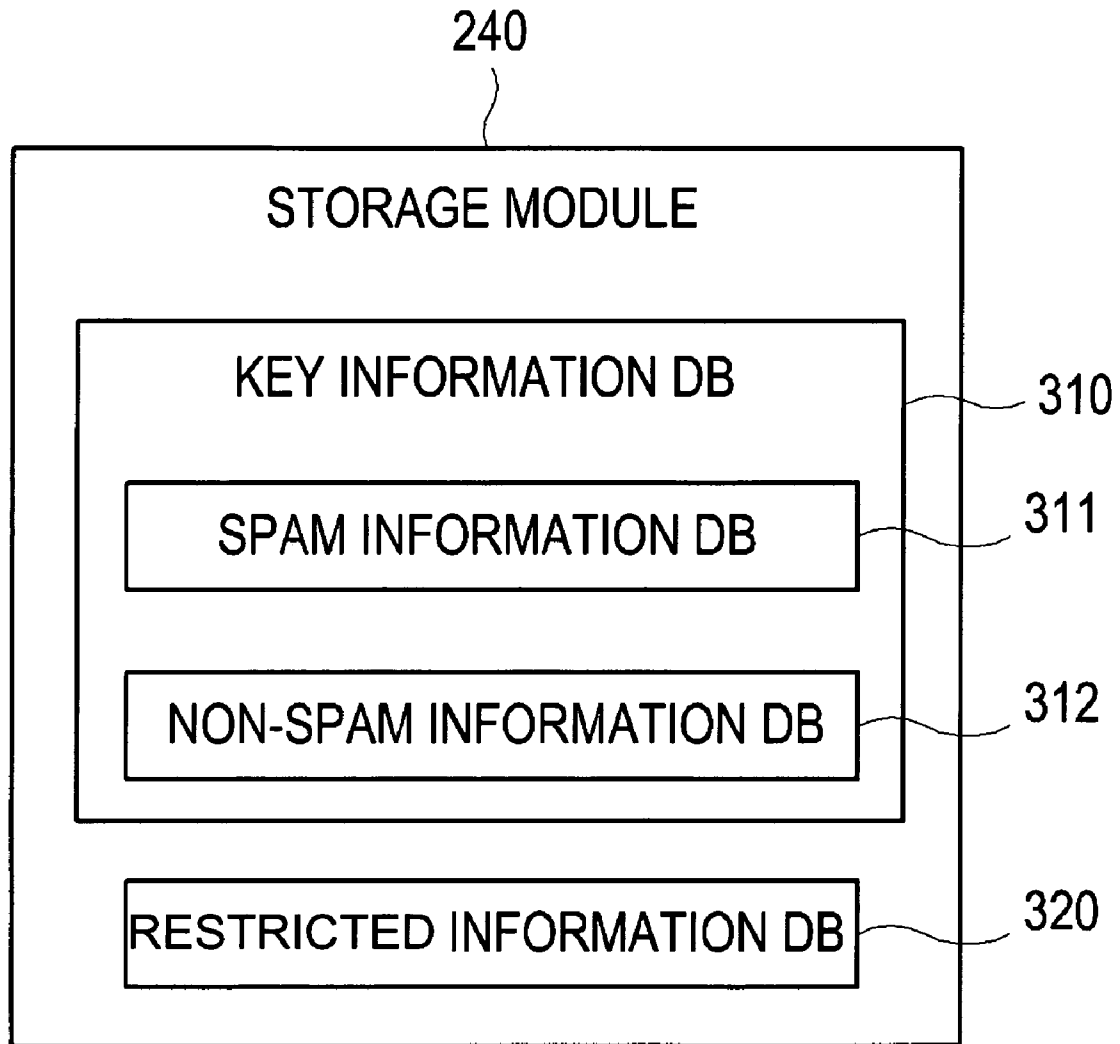 240
STORAGE MODULE
KEY INFORMATION DB
310
SPAM INFORMATION DB
311
NON-SPAM INFORMATION DB
312
RESTRICTED INFORMATION DB
320